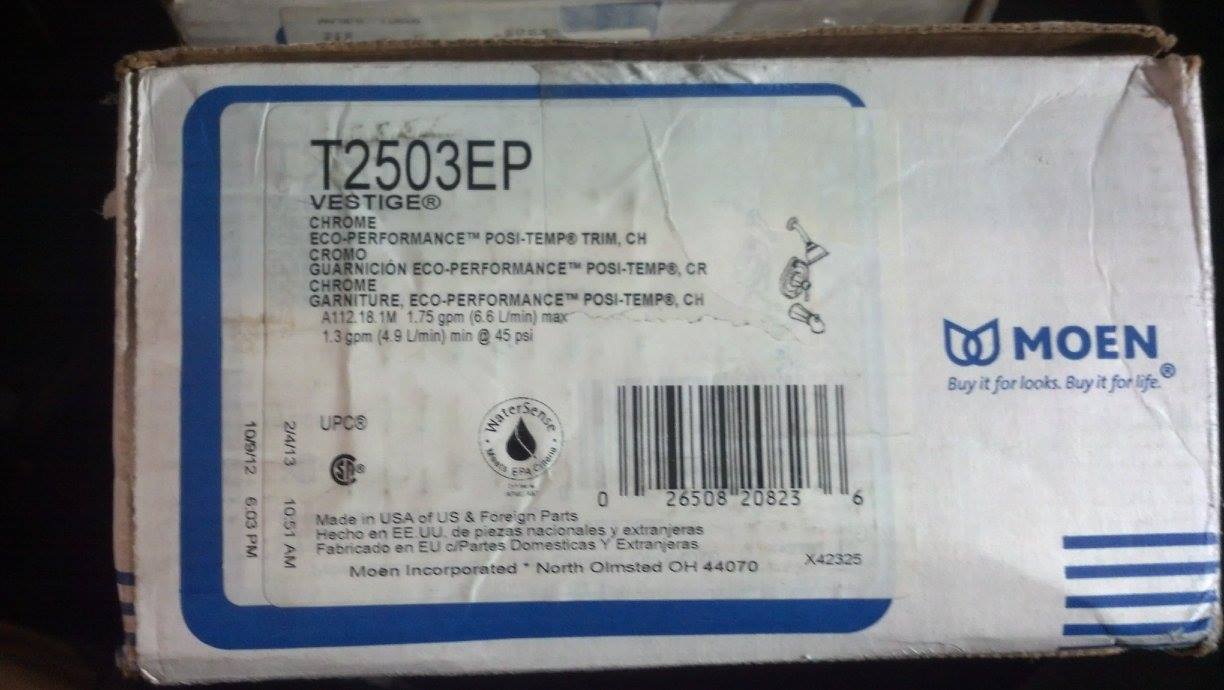 T2503EP
VESTIGE®
CHROME
ECO-PERFORMANCE™ POSI-TEMP® TRIM, CH
CROMO
GUARNICIÓN ECO-PERFORMANCE™ POSI-TEMP®, CR
CHROME
GARNITURE, ECO-PERFORMANCE™ POSI-TEMP®, CH
A112.18.1M 1.75 gpm (6.6 L/min) max
1.3 gpm (4.9 L/min) min @ 45 psi
MOEN®
Buy it for looks. Buy it for life.®
UPC®
SP®
WaterSense
Meets EPA Criteria
0 26508 20823 6
2/4/13 10:51 AM
10/9/12 6:03 PM
Made in USA of US & Foreign Parts
Hecho en EE.UU. de piezas nacionales y extranjeras
Fabricado en EU c/Partes Domesticas Y Extranjeras
Moen Incorporated * North Olmsted OH 44070
X42325